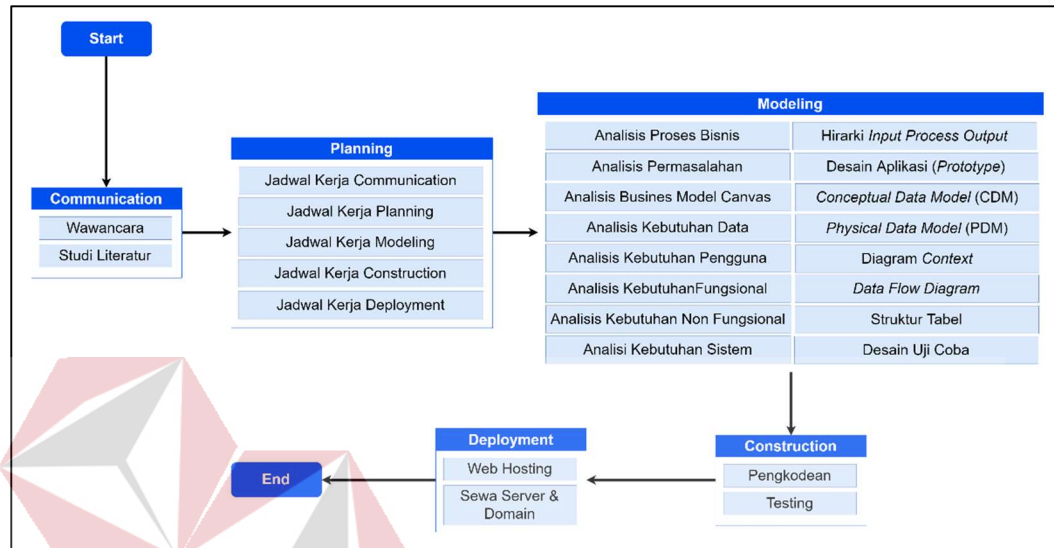 Start
Communication
Wawancara
Studi Literatur
Planning
Jadwal Kerja Communication
Jadwal Kerja Planning
Jadwal Kerja Modeling
Jadwal Kerja Construction
Jadwal Kerja Deployment
Modeling
Analisis Proses Bisnis
Analisis Permasalahan
Analisis Busines Model Canvas
Analisis Kebutuhan Data
Analisis Kebutuhan Pengguna
Analisis KebutuhanFungsional
Analisis Kebutuhan Non Fungsional
Analisi Kebutuhan Sistem
Hirarki Input Process Output
Desain Aplikasi (Prototype)
Conceptual Data Model (CDM)
Physical Data Model (PDM)
Diagram Context
Data Flow Diagram
Struktur Tabel
Desain Uji Coba
Construction
Pengkodean
Testing
Deployment
Web Hosting
Sewa Server &
Domain
End